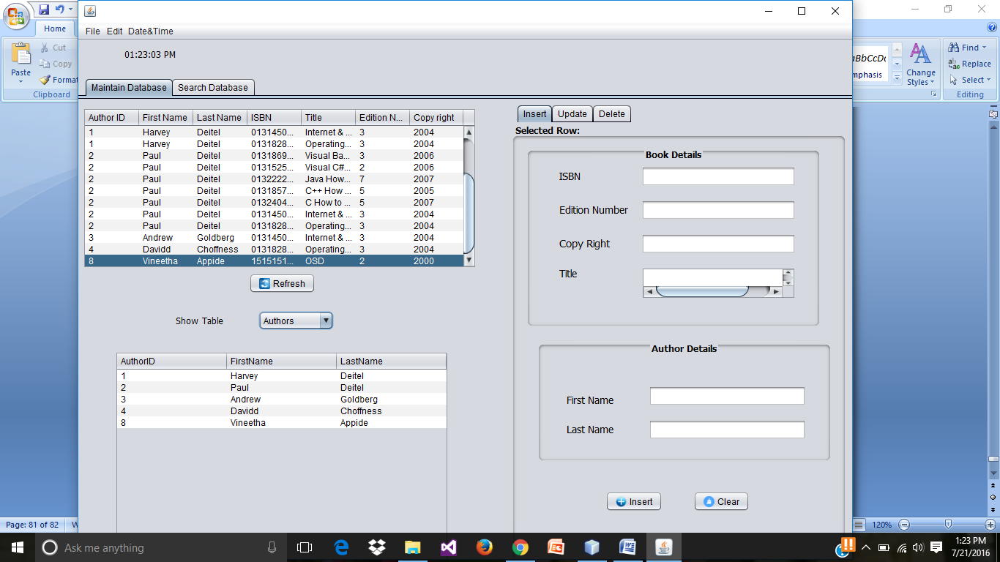 Home
Cut
Copy
Format
Paste
Clipboard
File Edit Date&Time
01:23:03 PM
Maintain Database Search Database
Author ID First Name Last Name ISBN Title Edition N... Copy right
1 Harvey Deitel 0131450... Internet & ... 3 2004
1 Harvey Deitel 0131828... Operating... 3 2004
2 Paul Deitel 0131869... Visual Ba... 3 2006
2 Paul Deitel 0131525... Visual C#... 2 2006
2 Paul Deitel 0132222... Java How... 7 2007
2 Paul Deitel 0131857... C++ How ... 5 2005
2 Paul Deitel 0132404... C How to ... 5 2007
2 Paul Deitel 0131450... Internet & ... 3 2004
2 Paul Deitel 0131828... Operating... 3 2004
3 Andrew Goldberg 0131450... Internet & ... 3 2004
4 Davidd Choffness 0131828... Operating... 3 2004
8 Vineetha Appide 1515151... OSD 2 2000
Refresh
Show Table Authors
AuthorID FirstName LastName
1 Harvey Deitel
2 Paul Deitel
3 Andrew Goldberg
4 Davidd Choffness
8 Vineetha Appide
Insert Update Delete
Selected Row:
Book Details
ISBN
Edition Number
Copy Right
Title
Author Details
First Name
Last Name
Insert Clear
aBbCcDc
mphasis
Change
Styles
Find
Replace
Select
Editing
Page: 81 of 82 W
120%
Ask me anything
1:23 PM
7/21/2016